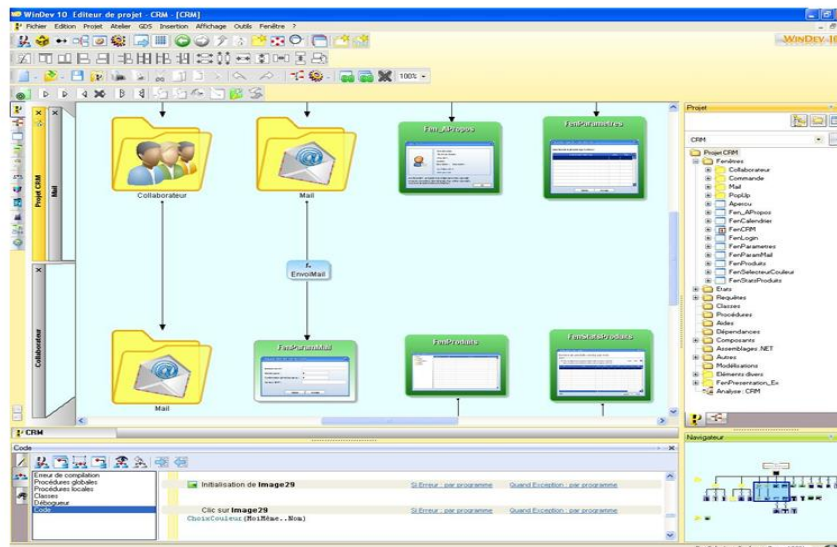 WinDev 10 Editeur de projet - CRM - [CRM]
Fichier Edition Projet Atelier GDS Insertion Affichage Outils Fenêtre ?
WINDEV 10
100%
Projet CRM
Mail
Collaborateur
Collaborateur
Mail
Fen_APropos
FenParametres
EnvoiMail
Mail
FenParamMail
FenProduits
FenStatsProduits
CRM
Projet
CRM
Projet CRM
Fenêtres
Collaborateur
Commande
Mail
PopUp
Apercu
Fen_APropos
FenCalendrier
FenCRM
FenLogin
FenParametres
FenParamMail
FenProduits
FenSelecteurCouleur
FenStatsProduits
Etats
Requêtes
Classes
Procédures
Aides
Dépendances
Composants
Assemblages .NET
Autres
Modélisations
Eléments divers
FenPresentation_Ex
Analyse : CRM
Navigateur
Code
Erreur de compilation
Procédures globales
Procédures locales
Classes
Débogueur
Code
Initialisation de Image29 Si Erreur : par programme Quand Exception : par programme
Clic sur Image29 Si Erreur : par programme Quand Exception : par programme
ChoixCouleur(MoiMême..Nom)